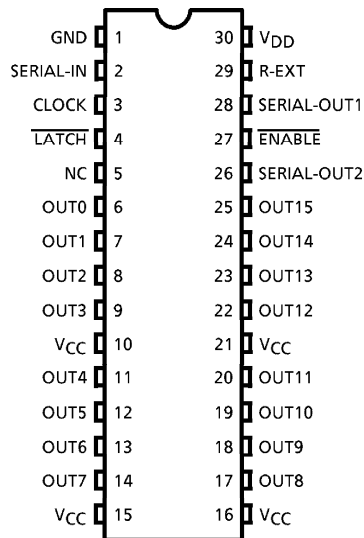 GND 1 30 VDD
SERIAL-IN 2 29 R-EXT
CLOCK 3 28 SERIAL-OUT1
LATCH 4 27 ENABLE
NC 5 26 SERIAL-OUT2
OUT0 6 25 OUT15
OUT1 7 24 OUT14
OUT2 8 23 OUT13
OUT3 9 22 OUT12
VCC 10 21 VCC
OUT4 11 20 OUT11
OUT5 12 19 OUT10
OUT6 13 18 OUT9
OUT7 14 17 OUT8
VCC 15 16 VCC